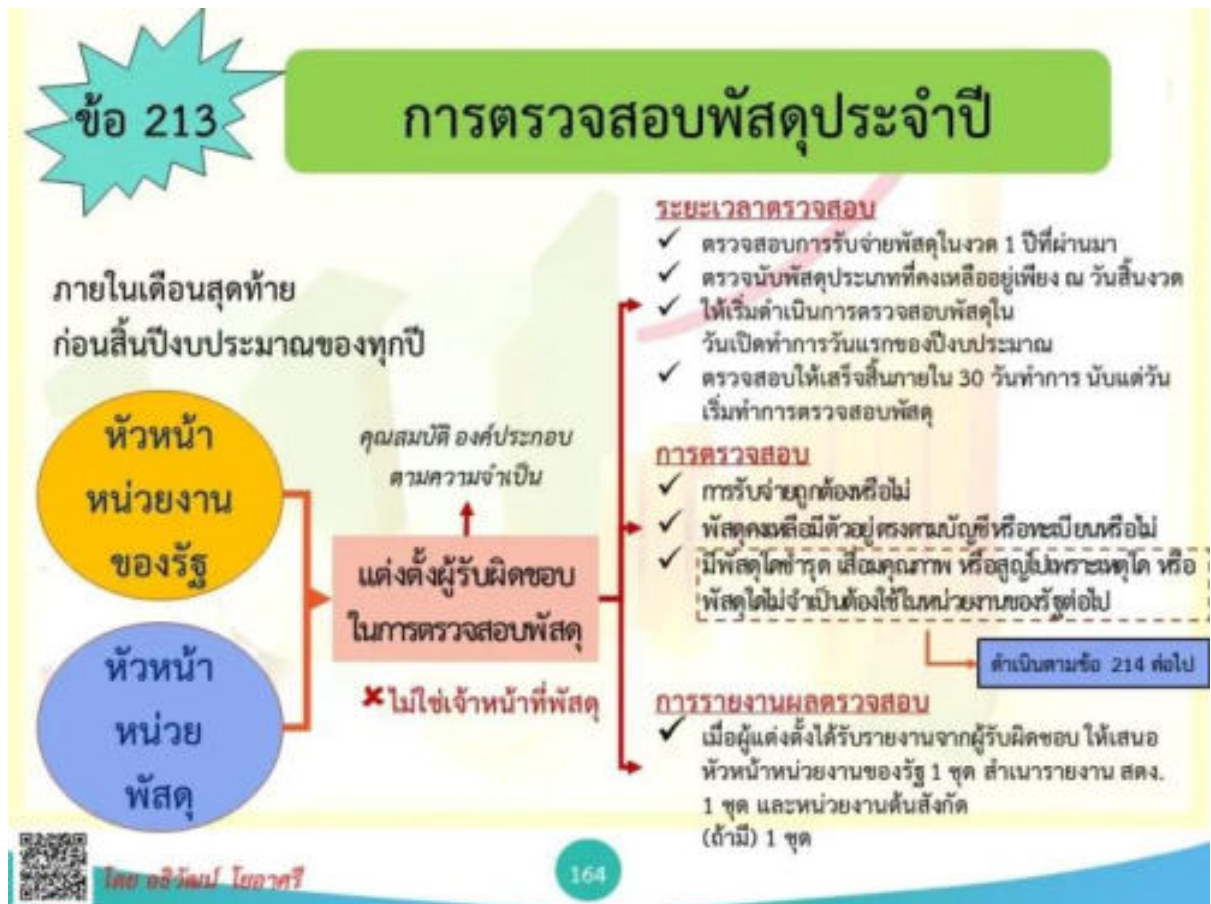 ข้อ 213
การตรวจสอบพัสดุประจำปี
ภายในเดือนสุดท้าย
ก่อนสิ้นปีงบประมาณของทุกปี
หัวหน้า
หน่วยงาน
ของรัฐ
หัวหน้า
หน่วย
พัสดุ
คุณสมบัติ องค์ประกอบ
ตามความจำเป็น
แต่งตั้งผู้รับผิดชอบ
ในการตรวจสอบพัสดุ
✘ ไม่ใช่เจ้าหน้าที่พัสดุ
ระยะเวลาตรวจสอบ
✓ ตรวจสอบการรับจ่ายพัสดุในงวด 1 ปีที่ผ่านมา
✓ ตรวจนับพัสดุประเภทที่คงเหลืออยู่เพียง ณ วันสิ้นงวด
✓ ให้เริ่มดำเนินการตรวจสอบพัสดุใน
วันเปิดทำการวันแรกของปีงบประมาณ
✓ ตรวจสอบให้เสร็จสิ้นภายใน 30 วันทำการ นับแต่วัน
เริ่มทำการตรวจสอบพัสดุ
การตรวจสอบ
✓ การรับจ่ายถูกต้องหรือไม่
✓ พัสดุคงเหลือมีตัวอยู่ตรงตามบัญชีหรือทะเบียนหรือไม่
✓ มีพัสดุใดชำรุด เสื่อมคุณภาพ หรือสูญไปเพราะเหตุใด หรือ
พัสดุใดไม่จำเป็นต้องใช้ในหน่วยงานของรัฐต่อไป
ดำเนินตามข้อ 214 ต่อไป
การรายงานผลตรวจสอบ
✓ เมื่อผู้แต่งตั้งได้รับรายงานจากผู้รับผิดชอบ ให้เสนอ
หัวหน้าหน่วยงานของรัฐ 1 ชุด สำเนารายงาน สตง.
1 ชุด และหน่วยงานต้นสังกัด
(ถ้ามี) 1 ชุด
โดย อธิวัฒน์ โยอาศรี
164